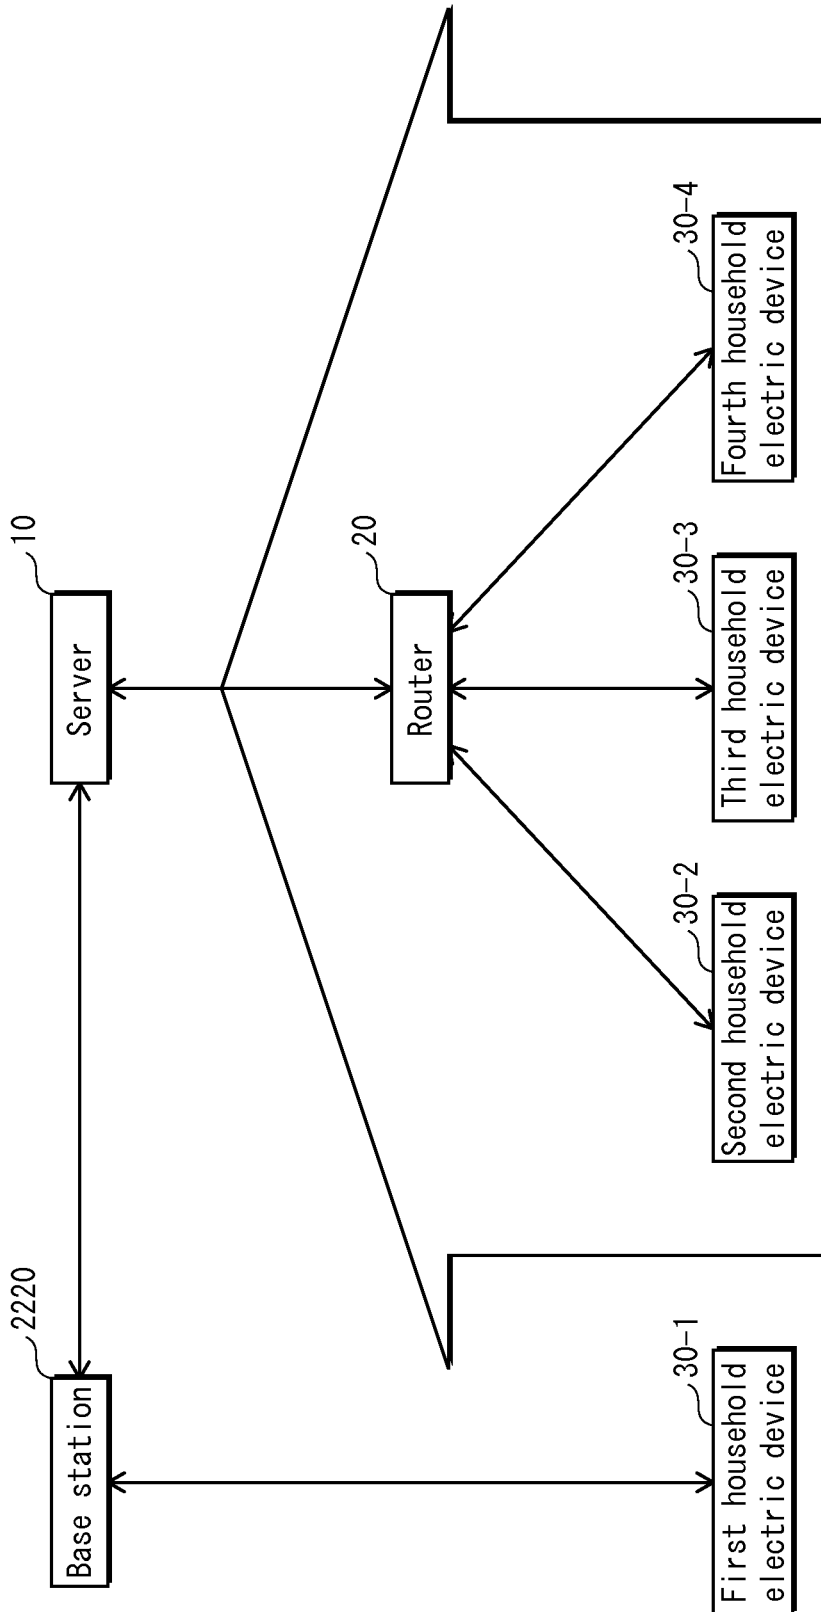 2220
Base station
10
Server
20
Router
30-1
First household
electric device
30-2
Second household
electric device
30-3
Third household
electric device
30-4
Fourth household
electric device